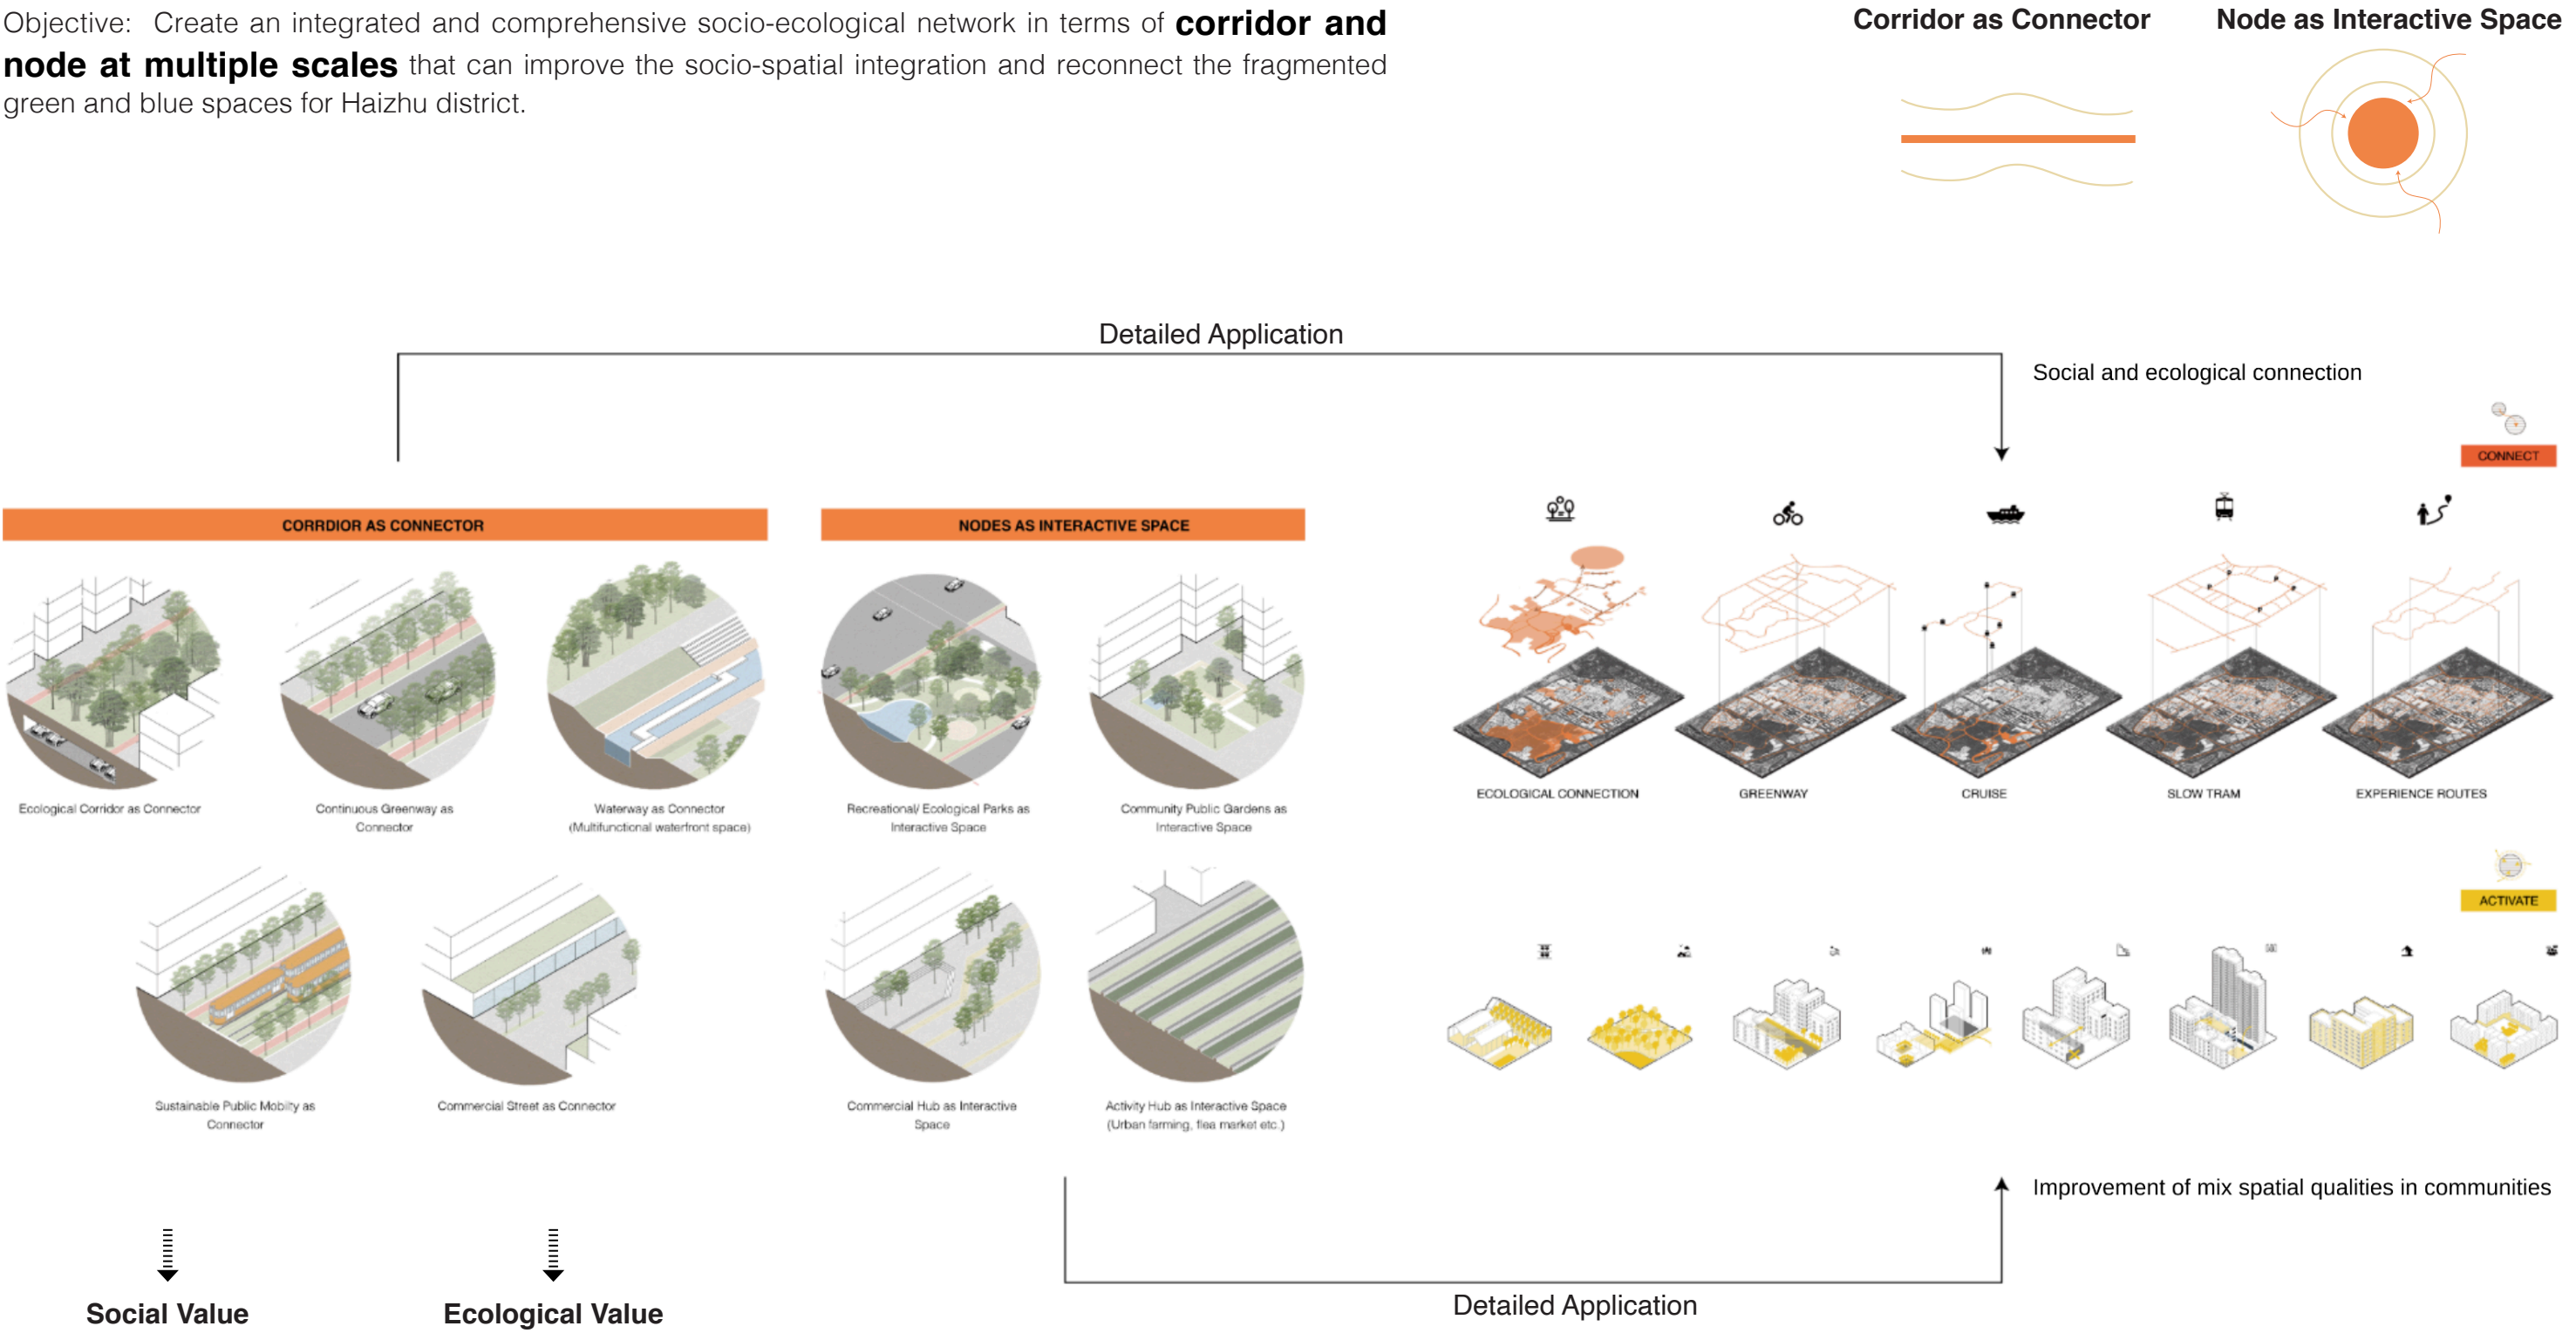 Objective: Create an integrated and comprehensive socio-ecological network in terms of corridor and
node at multiple scales that can improve the socio-spatial integration and reconnect the fragmented
green and blue spaces for Haizhu district.
Corridor as Connector
Node as Interactive Space
Detailed Application
Social and ecological connection
CONNECT
CORRDIOR AS CONNECTOR
NODES AS INTERACTIVE SPACE
Ecological Corridor as Connector
Continuous Greenway as
Connector
Waterway as Connector
(Multifunctional waterfront space)
Recreational/ Ecological Parks as
Interactive Space
Community Public Gardens as
Interactive Space
ECOLOGICAL CONNECTION
GREENWAY
CRUISE
SLOW TRAM
EXPERIENCE ROUTES
ACTIVATE
Sustainable Public Mobilty as
Connector
Commercial Street as Connector
Commercial Hub as Interactive
Space
Activity Hub as Interactive Space
(Urban farming, flea market etc.)
Improvement of mix spatial qualities in communities
Social Value
Ecological Value
Detailed Application